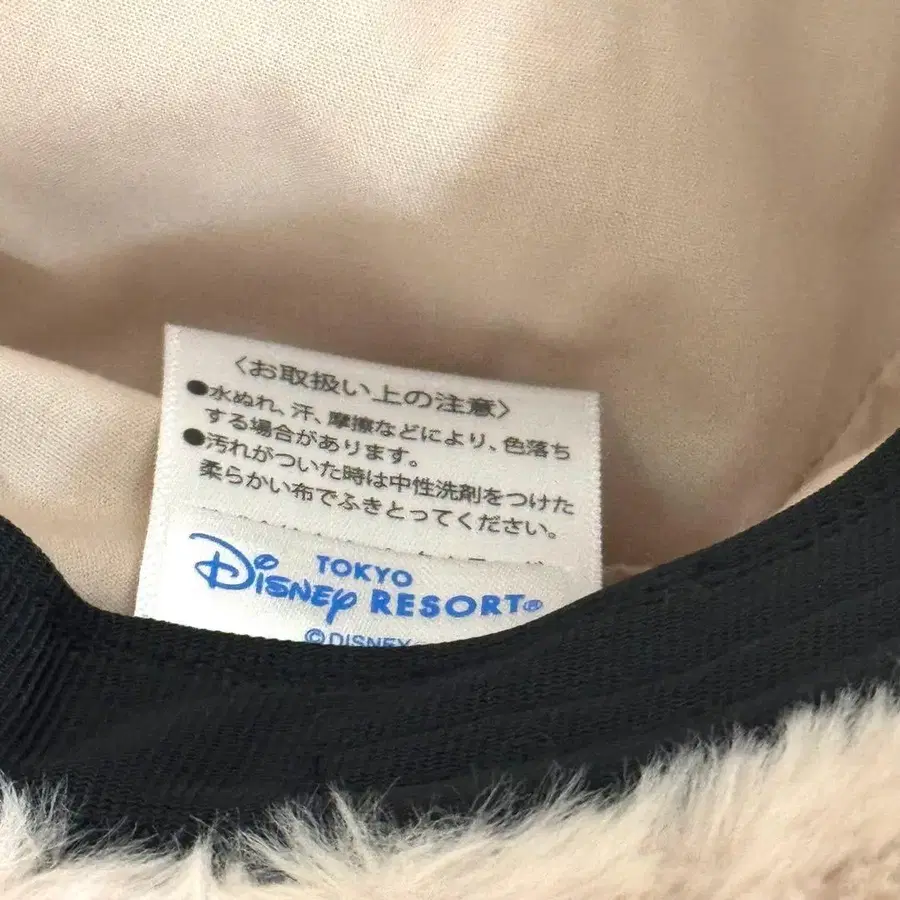 〈お取扱い上の注意〉
●水ぬれ、汗、摩擦などにより、色落ち
する場合があります。
●汚れがついた時は中性洗剤をつけた
柔らかい布でふきとってください。
TOKYO
Disney RESORT®
©DISNEY